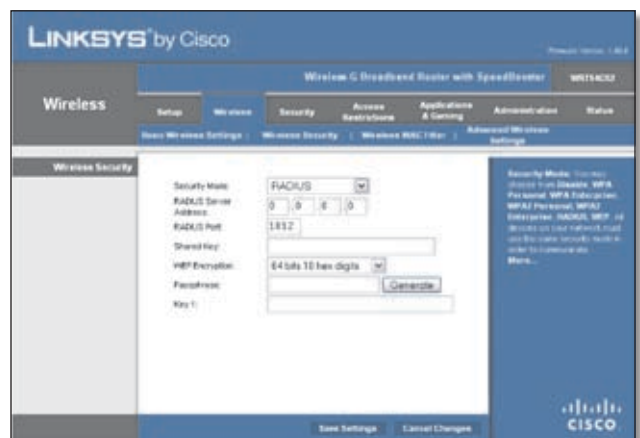 LINKSYS® by Cisco
Firmware Version: 
Wireless-G Broadband Router with SpeedBooster
Wireless
Setup
Wireless
Security
Access Restrictions
Applications & Gaming
Administration
Status
Basic Wireless Settings
Wireless Security
Wireless MAC Filter
Advanced Wireless Settings
Wireless Security
Security Mode:
RADIUS
RADIUS Server Address:
0 . 0 . 0 . 0
RADIUS Port:
1812
Shared Key:
WEP Encryption:
64 bits 10 hex digits
Passphrase:
Generate
Key 1:
Security Mode: You may
choose from Disable, WPA
Personal, WPA Enterprise,
WPA2 Personal, WPA2
Enterprise, RADIUS, WEP. All
devices on your network must
use the same security mode in
order to communicate.
More...
Save Settings
Cancel Changes
CISCO